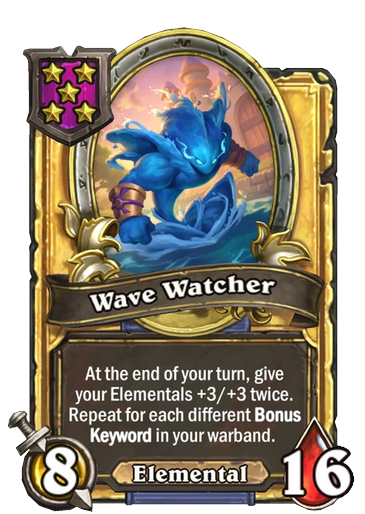 Wave Watcher
At the end of your turn, give
your Elementals +3/+3 twice.
Repeat for each different Bonus
Keyword in your warband.
8
Elemental
16